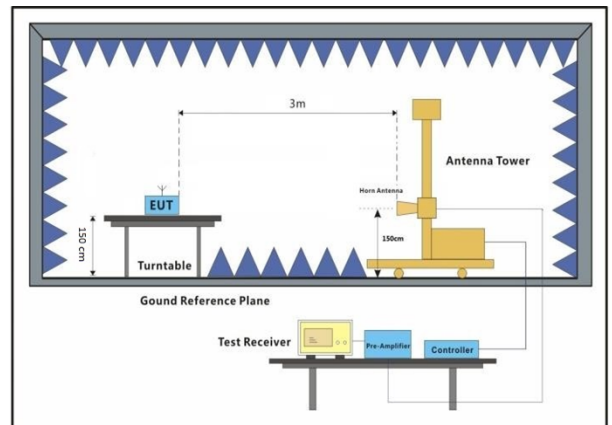 3m
Antenna Tower
Horn Antenna
EUT
150cm
150 cm
Turntable
Gound Reference Plane
Test Receiver
Pre-Amplifier
Controller